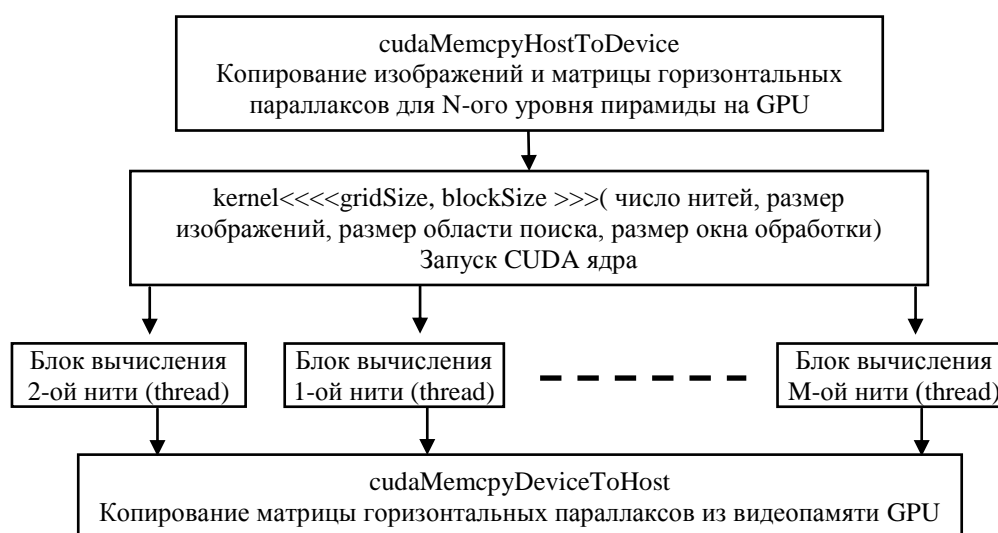 cudaMemcpyHostToDevice
Копирование изображений и матрицы горизонтальных
параллаксов для N-ого уровня пирамиды на GPU
kernel<<<<gridSize, blockSize >>>( число нитей, размер
изображений, размер области поиска, размер окна обработки)
Запуск CUDA ядра
Блок вычисления
2-ой нити (thread)
Блок вычисления
1-ой нити (thread)
Блок вычисления
М-ой нити (thread)
cudaMemcpyDeviceToHost
Копирование матрицы горизонтальных параллаксов из видеопамяти GPU